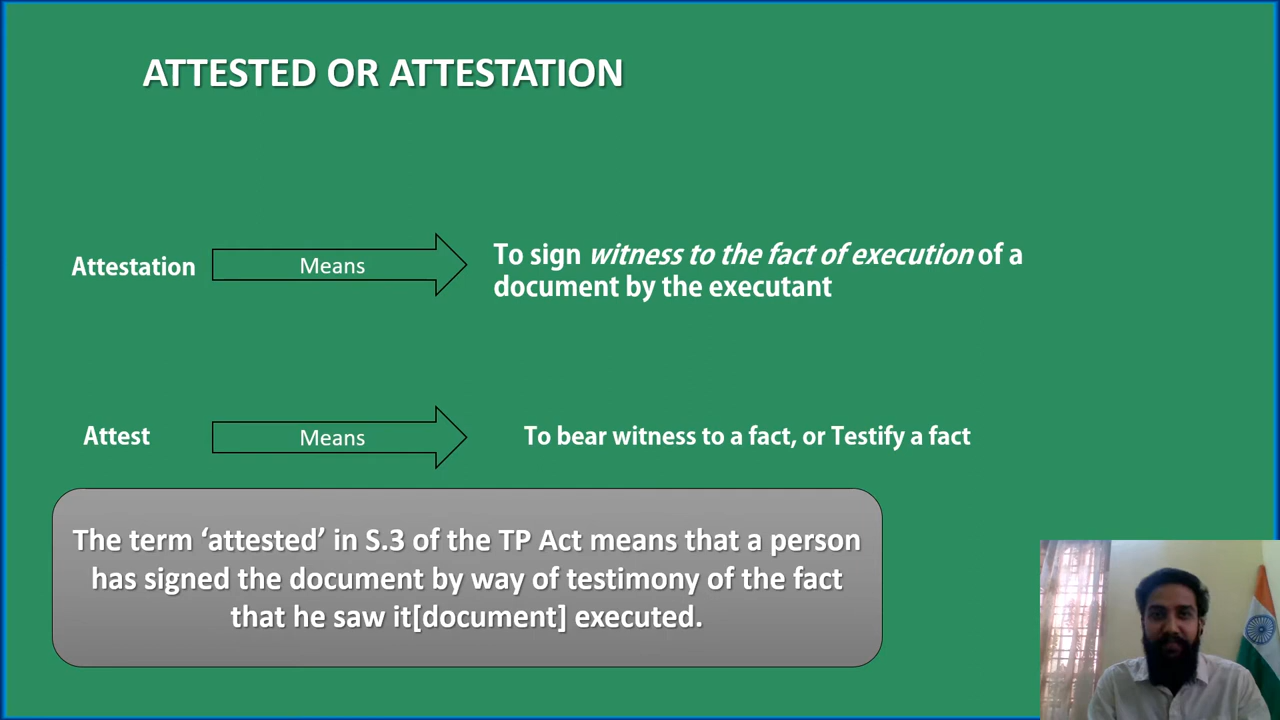 ATTESTED OR ATTESTATION
Attestation
Means
To sign witness to the fact of execution of a
document by the executant
Attest
Means
To bear witness to a fact, or Testify a fact
The term ‘attested’ in S.3 of the TP Act means that a person
has signed the document by way of testimony of the fact
that he saw it[document] executed.